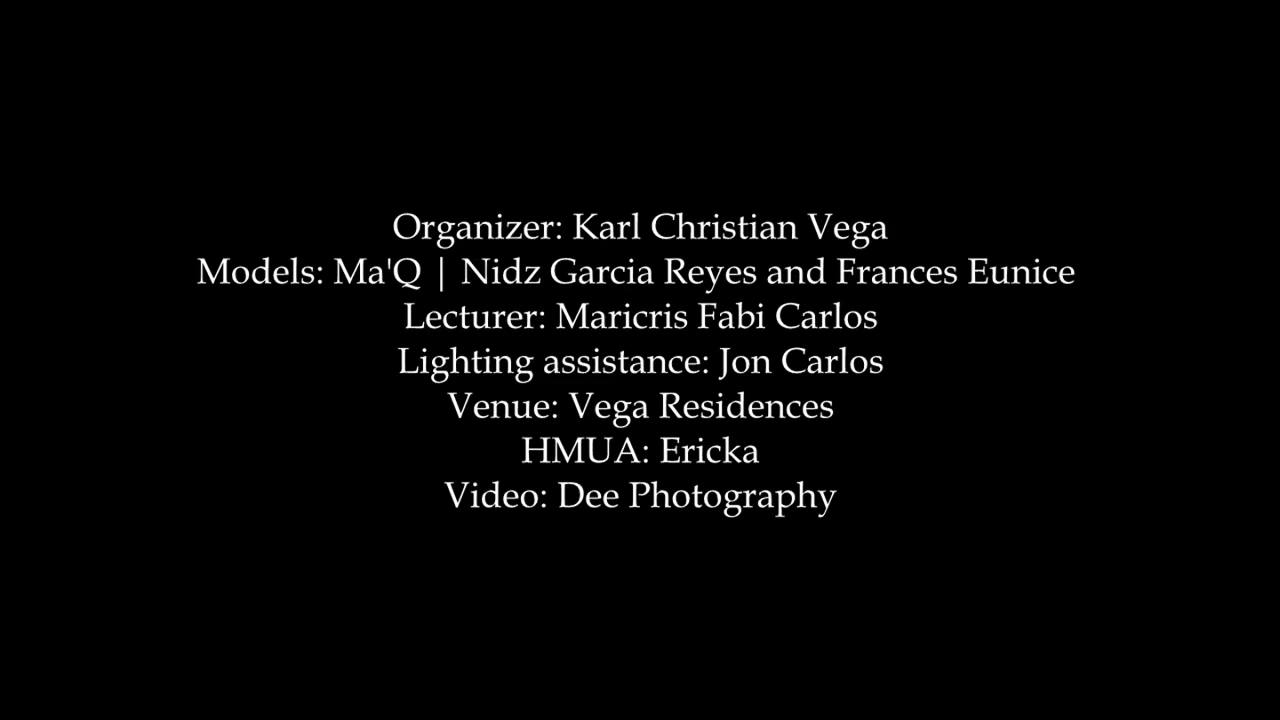 Organizer: Karl Christian Vega
Models: Ma'Q | Nidz Garcia Reyes and Frances Eunice
Lecturer: Maricris Fabi Carlos
Lighting assistance: Jon Carlos
Venue: Vega Residences
HMUA: Ericka
Video: Dee Photography